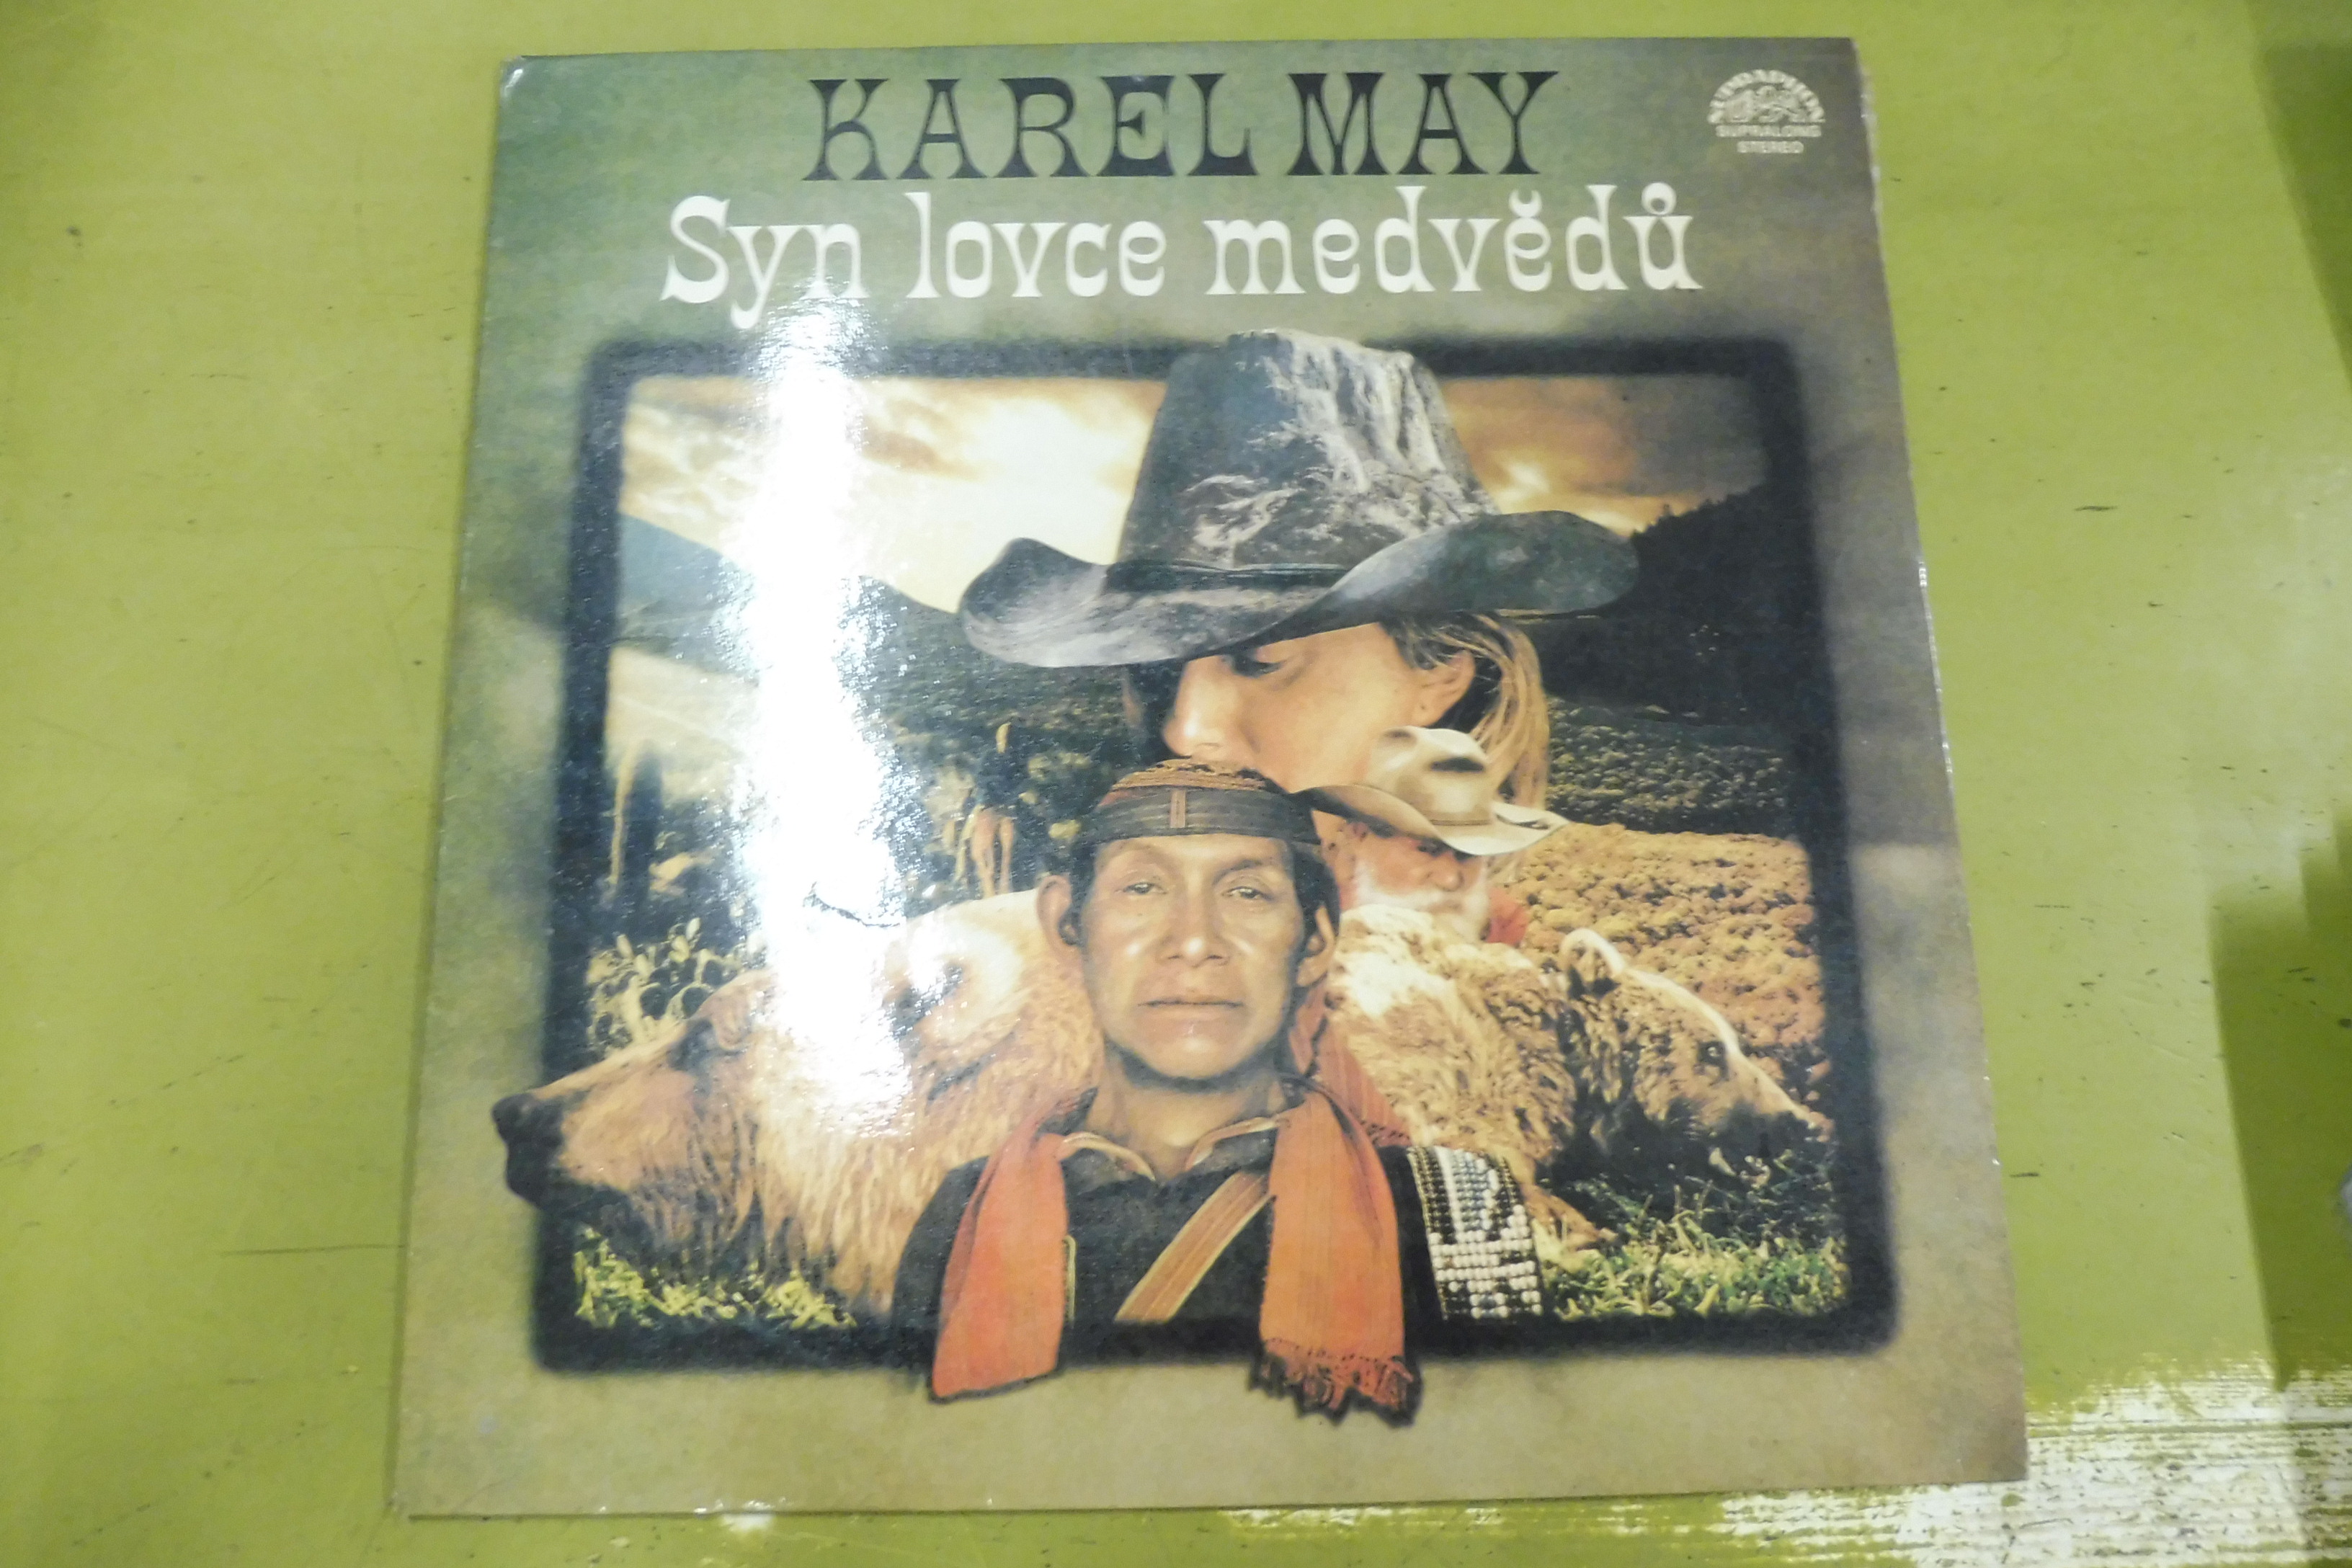 KAREL MAY
Syn lovce medvědů
SUPRAPHON
SUPRALONG
STEREO